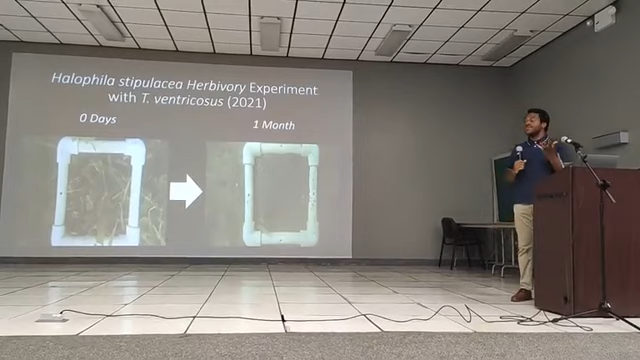 Halophila stipulacea Herbivory Experiment
with T. ventricosus (2021)
0 Days
1 Month